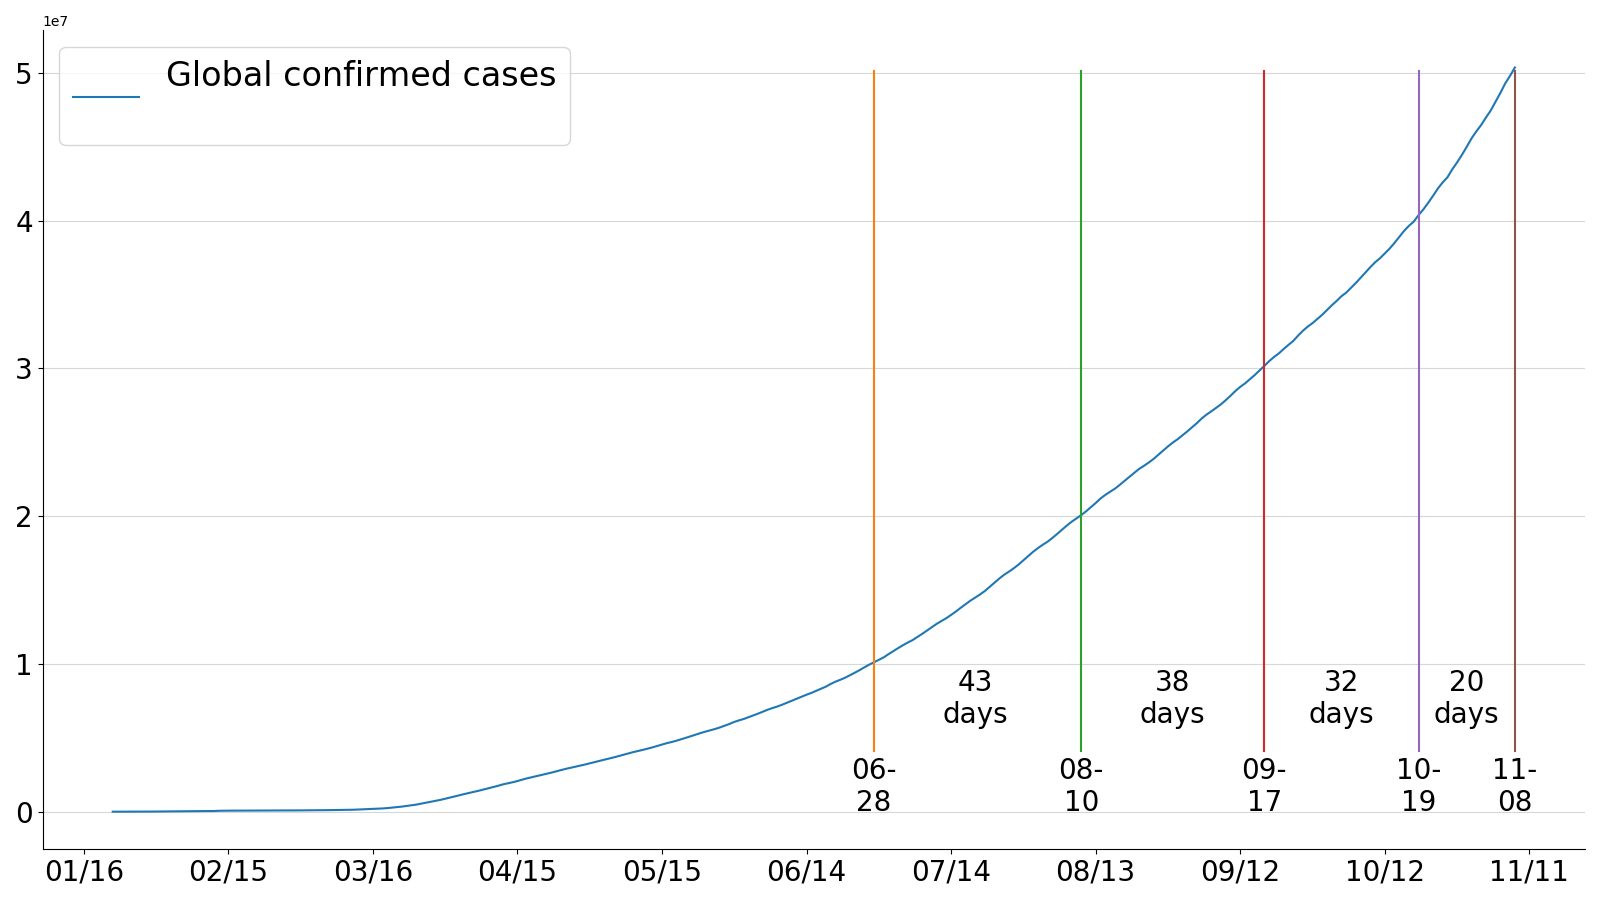 1e7
Global confirmed cases
5
4
3
2
1
0
43
days
38
days
32
days
20
days
06-
28
08-
10
09-
17
10-
19
11-
08
01/16 02/15 03/16 04/15 05/15 06/14 07/14 08/13 09/12 10/12 11/11